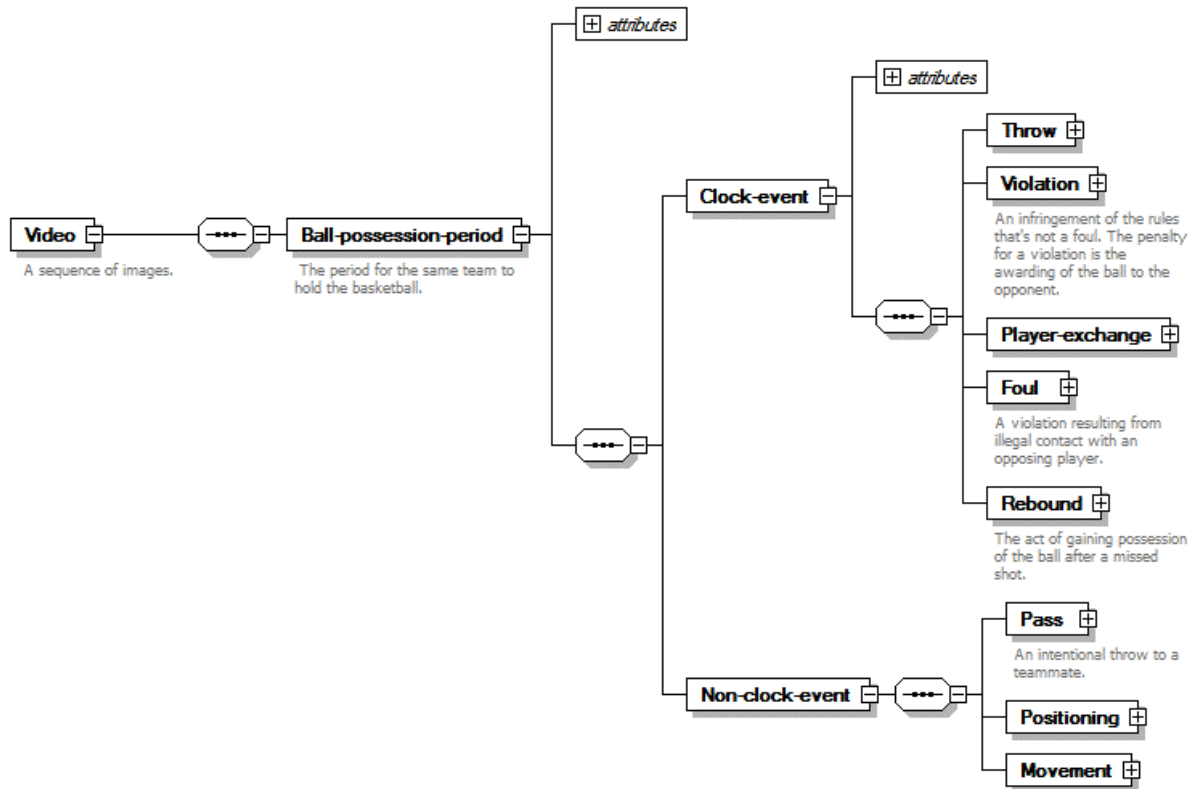 attributes
attributes
Throw
Violation
An infringement of the rules
that's not a foul. The penalty
for a violation is the
awarding of the ball to the
opponent.
Clock-event
Video
A sequence of images.
Ball-possession-period
The period for the same team to
hold the basketball.
Player-exchange
Foul
A violation resulting from
illegal contact with an
opposing player.
Rebound
The act of gaining possession
of the ball after a missed
shot.
Pass
An intentional throw to a
teammate.
Non-clock-event
Positioning
Movement